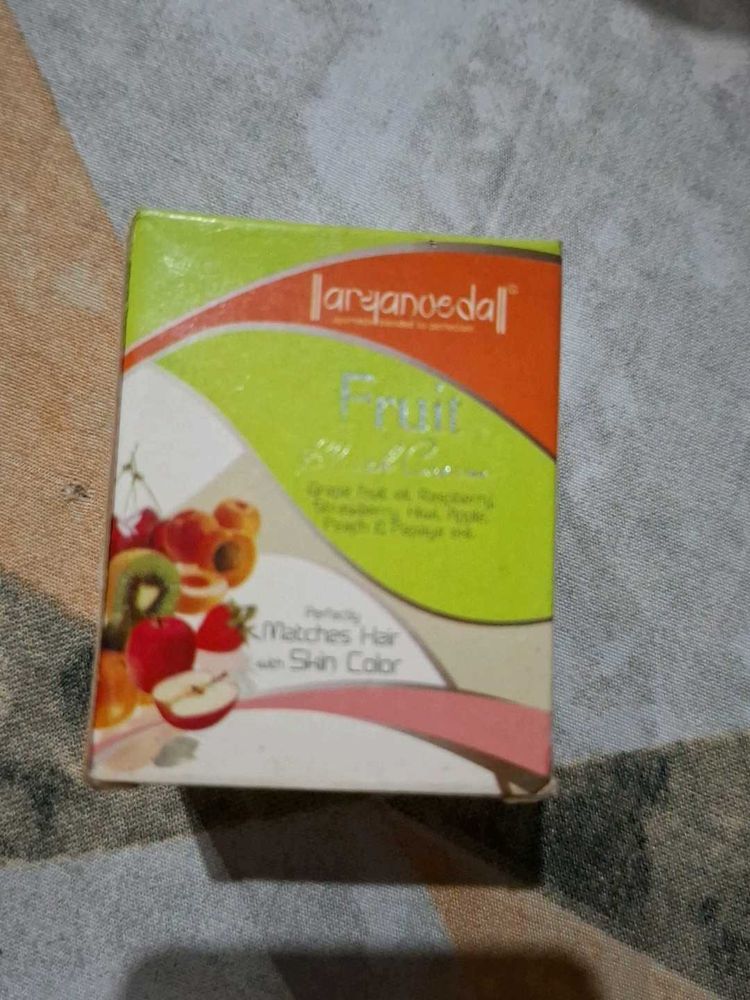 aryanveda
Fruit
Grape fruit oil, Raspberry,
Strawberry, Kiwi, Apple,
Peach & Papaya ext.
Perfectly
Matches Hair
with Skin Color